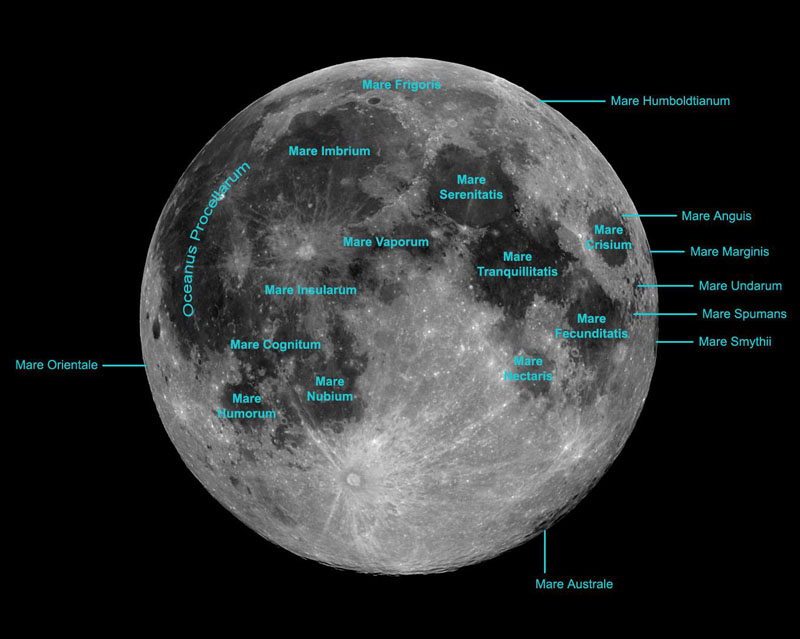 Mare Frigoris
Mare Humboldtianum
Mare Imbrium
Oceanus Procellarum
Mare
Serenitatis
Mare Anguis
Mare
Crisium
Mare Vaporum
Mare Marginis
Mare
Tranquillitatis
Mare Undarum
Mare Insularum
Mare Spumans
Mare
Fecunditatis
Mare Smythii
Mare Cognitum
Mare Orientale
Mare
Nectaris
Mare
Nubium
Mare
Humorum
Mare Australe